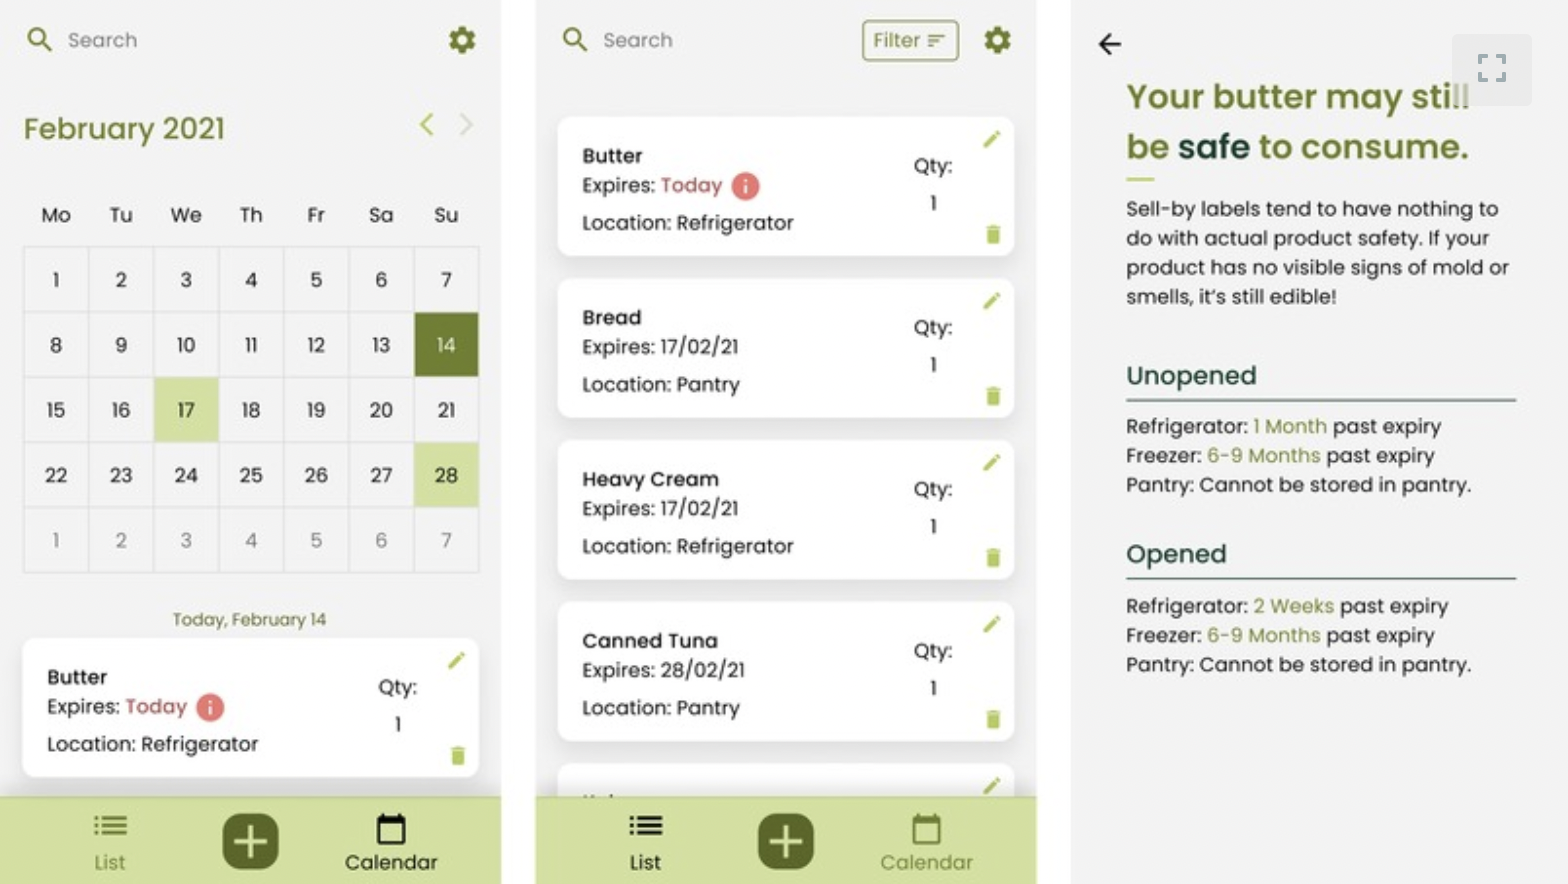 Search
February 2021
Mo Tu We Th Fr Sa Su
1 2 3 4 5 6 7
8 9 10 11 12 13 14
15 16 17 18 19 20 21
22 23 24 25 26 27 28
1 2 3 4 5 6 7
Today, February 14
Butter
Expires: Today
Location: Refrigerator
Qty:
1
List
Calendar
Search
Filter
Butter
Expires: Today
Location: Refrigerator
Qty:
1
Bread
Expires: 17/02/21
Location: Pantry
Qty:
1
Heavy Cream
Expires: 17/02/21
Location: Refrigerator
Qty:
1
Canned Tuna
Expires: 28/02/21
Location: Pantry
Qty:
1
List
Calendar
Your butter may still
be safe to consume.
Sell-by labels tend to have nothing to
do with actual product safety. If your
product has no visible signs of mold or
smells, it's still edible!
Unopened
Refrigerator: 1 Month past expiry
Freezer: 6-9 Months past expiry
Pantry: Cannot be stored in pantry.
Opened
Refrigerator: 2 Weeks past expiry
Freezer: 6-9 Months past expiry
Pantry: Cannot be stored in pantry.